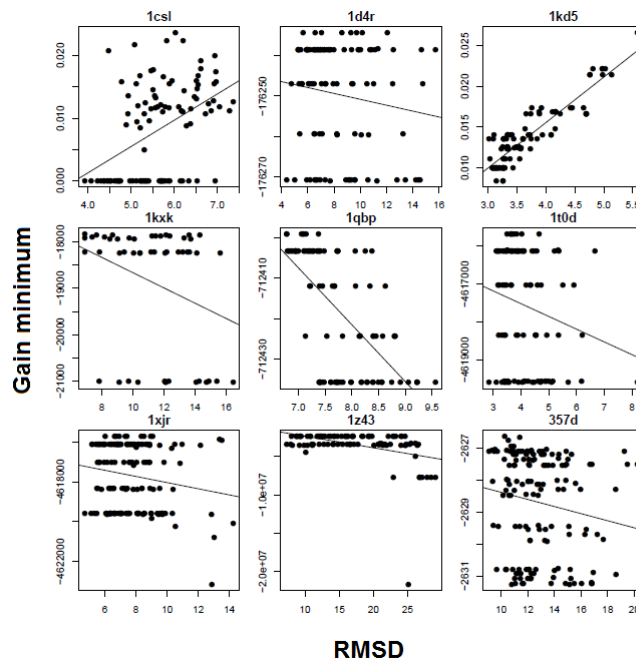 1csl 1d4r 1kd5
0.020 0.010 0.015 0.000
-176250 -176270
0.025 0.020 0.015 0.010
4.0 5.0 6.0 7.0 4 6 8 10 12 14 16 3.0 3.5 4.0 4.5 5.0 5.5
1kxk 1qbp 1t0d
-18000 -19000 -20000 -21000
-712410 -712430
-4617000 -4619000
8 10 12 14 16 7.0 7.5 8.0 8.5 9.0 9.5 3 4 5 6 7 8
1xjr 1z43 357d
-4618000 -4622000
-1.0e+07 -2.0e+07
-2627 -2629 -2631
6 8 10 12 14 10 15 20 25 10 12 14 16 18 20
Gain minimum
RMSD